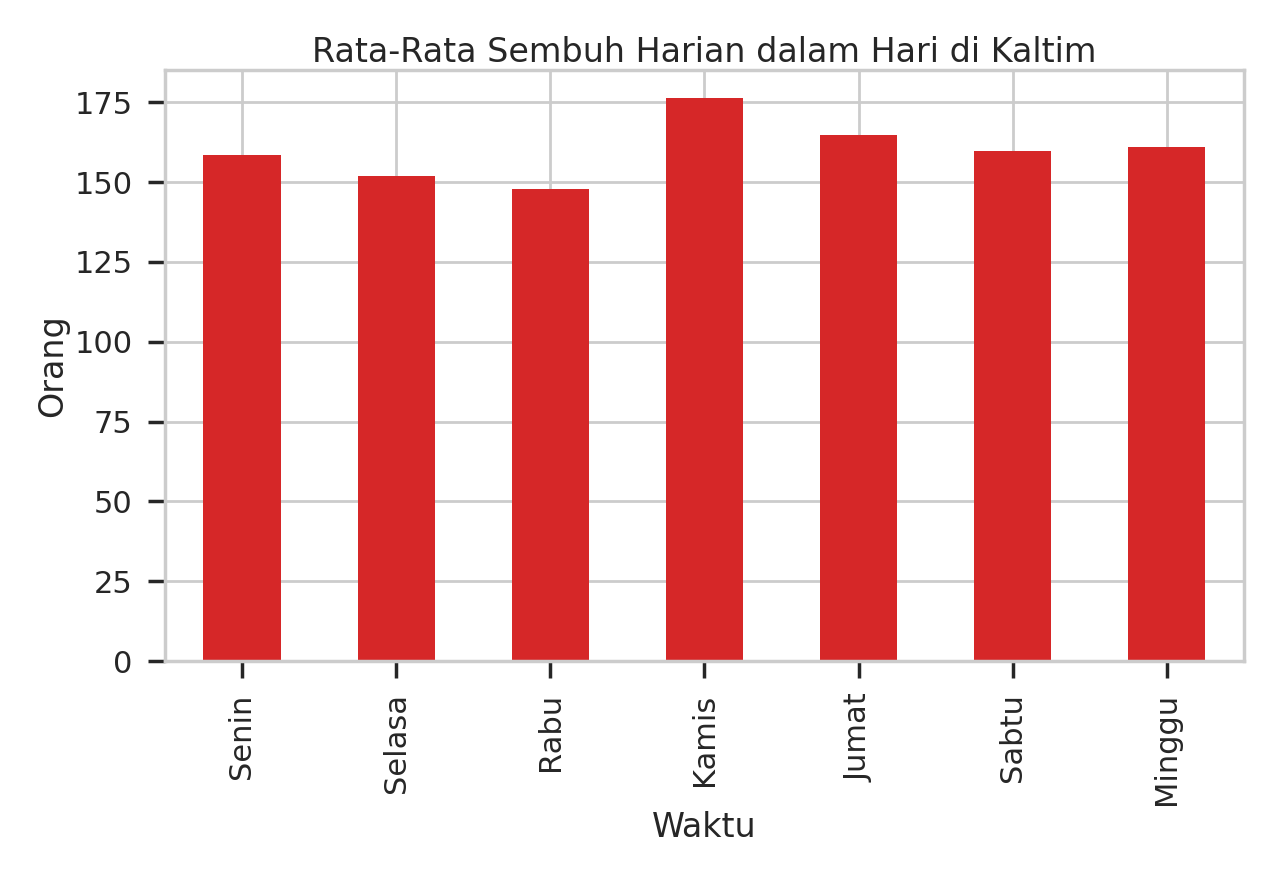 Rata-Rata Sembuh Harian dalam Hari di Kaltim
175
150
125
100
75
50
25
0
Orang
Senin
Selasa
Rabu
Kamis
Jumat
Sabtu
Minggu
Waktu